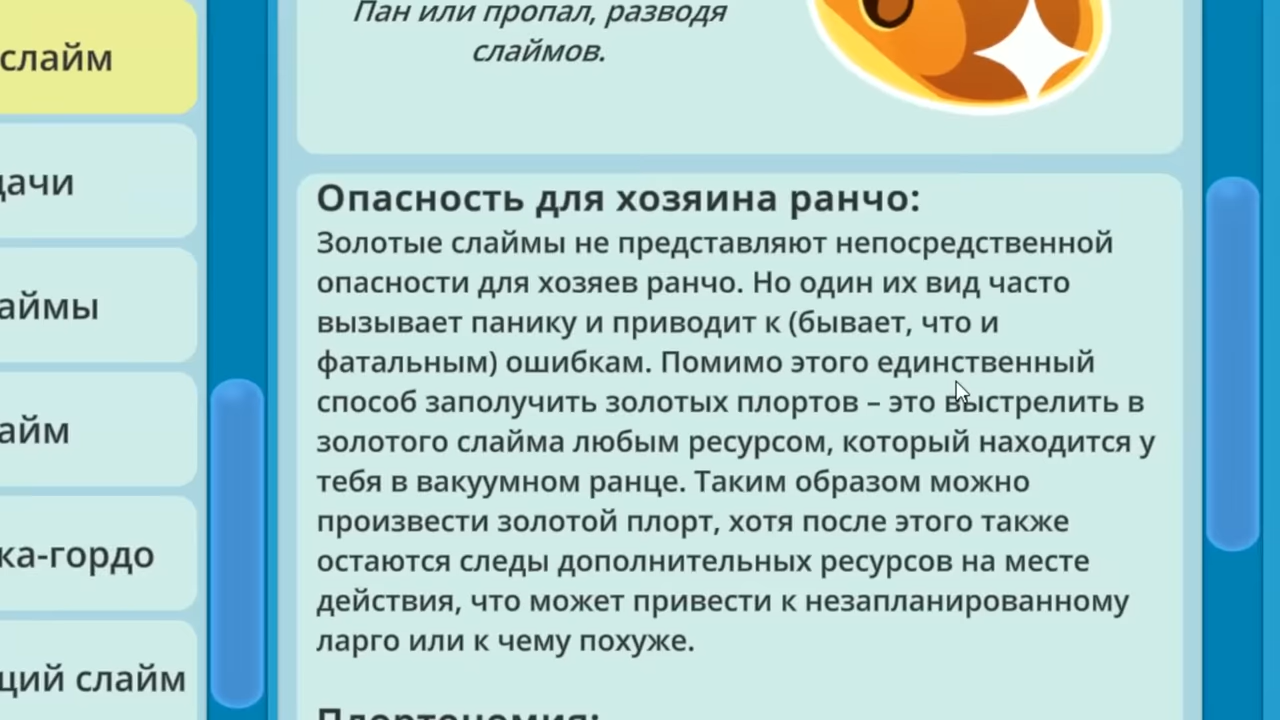 Пан или пропал, разводя
слаймов.
слайм
дачи
аймы
айм
ка-гордо
щий слайм
Опасность для хозяина ранчо:
Золотые слаймы не представляют непосредственной
опасности для хозяев ранчо. Но один их вид часто
вызывает панику и приводит к (бывает, что и
фатальным) ошибкам. Помимо этого единственный
способ заполучить золотых плортов – это выстрелить в
золотого слайма любым ресурсом, который находится у
тебя в вакуумном ранце. Таким образом можно
произвести золотой плорт, хотя после этого также
остаются следы дополнительных ресурсов на месте
действия, что может привести к незапланированному
ларго или к чему похуже.
Плортономия: